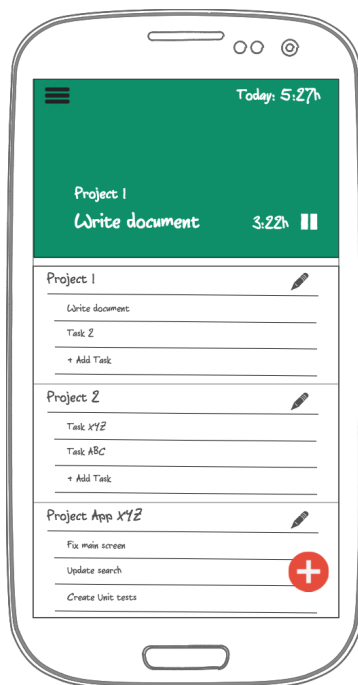 Today: 5:27h
Project 1
Write document 3:22h
Project 1
Write document
Task 2
+ Add Task
Project 2
Task XYZ
Task ABC
+ Add Task
Project App XYZ
Fix main screen
Update search
Create Unit tests